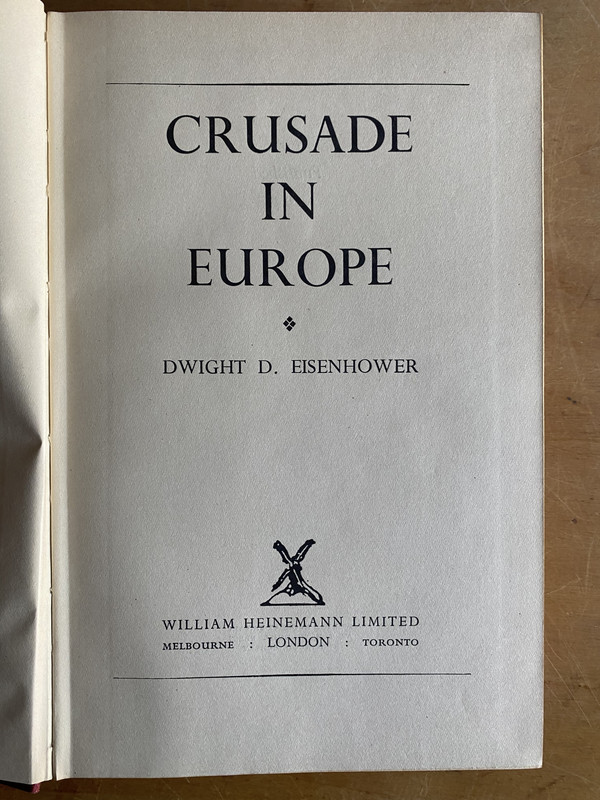 CRUSADE
IN
EUROPE
DWIGHT D. EISENHOWER
WILLIAM HEINEMANN LIMITED
MELBOURNE : LONDON : TORONTO